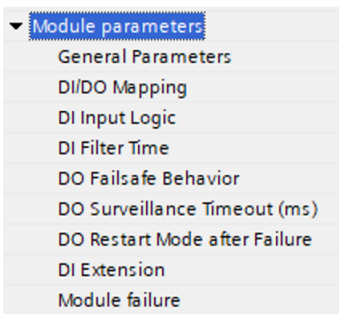 Module parameters
General Parameters
DI/DO Mapping
DI Input Logic
DI Filter Time
DO Failsafe Behavior
DO Surveillance Timeout (ms)
DO Restart Mode after Failure
DI Extension
Module failure